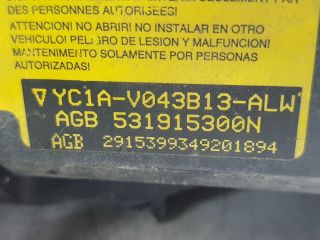 DES PERSONNES AUTORISEES!
ATTENCION! NO ABRIR! NO INSTALAR EN OTRO
VEHICULO! PELIGRO DE LESION Y MALFUNCION!
MANTENIMENTO SOLAMENTE POR PERSONAS
AUTORIZADAS!
YC1A-V043B13-ALW
AGB 531915300N
AGB 2915399349201894